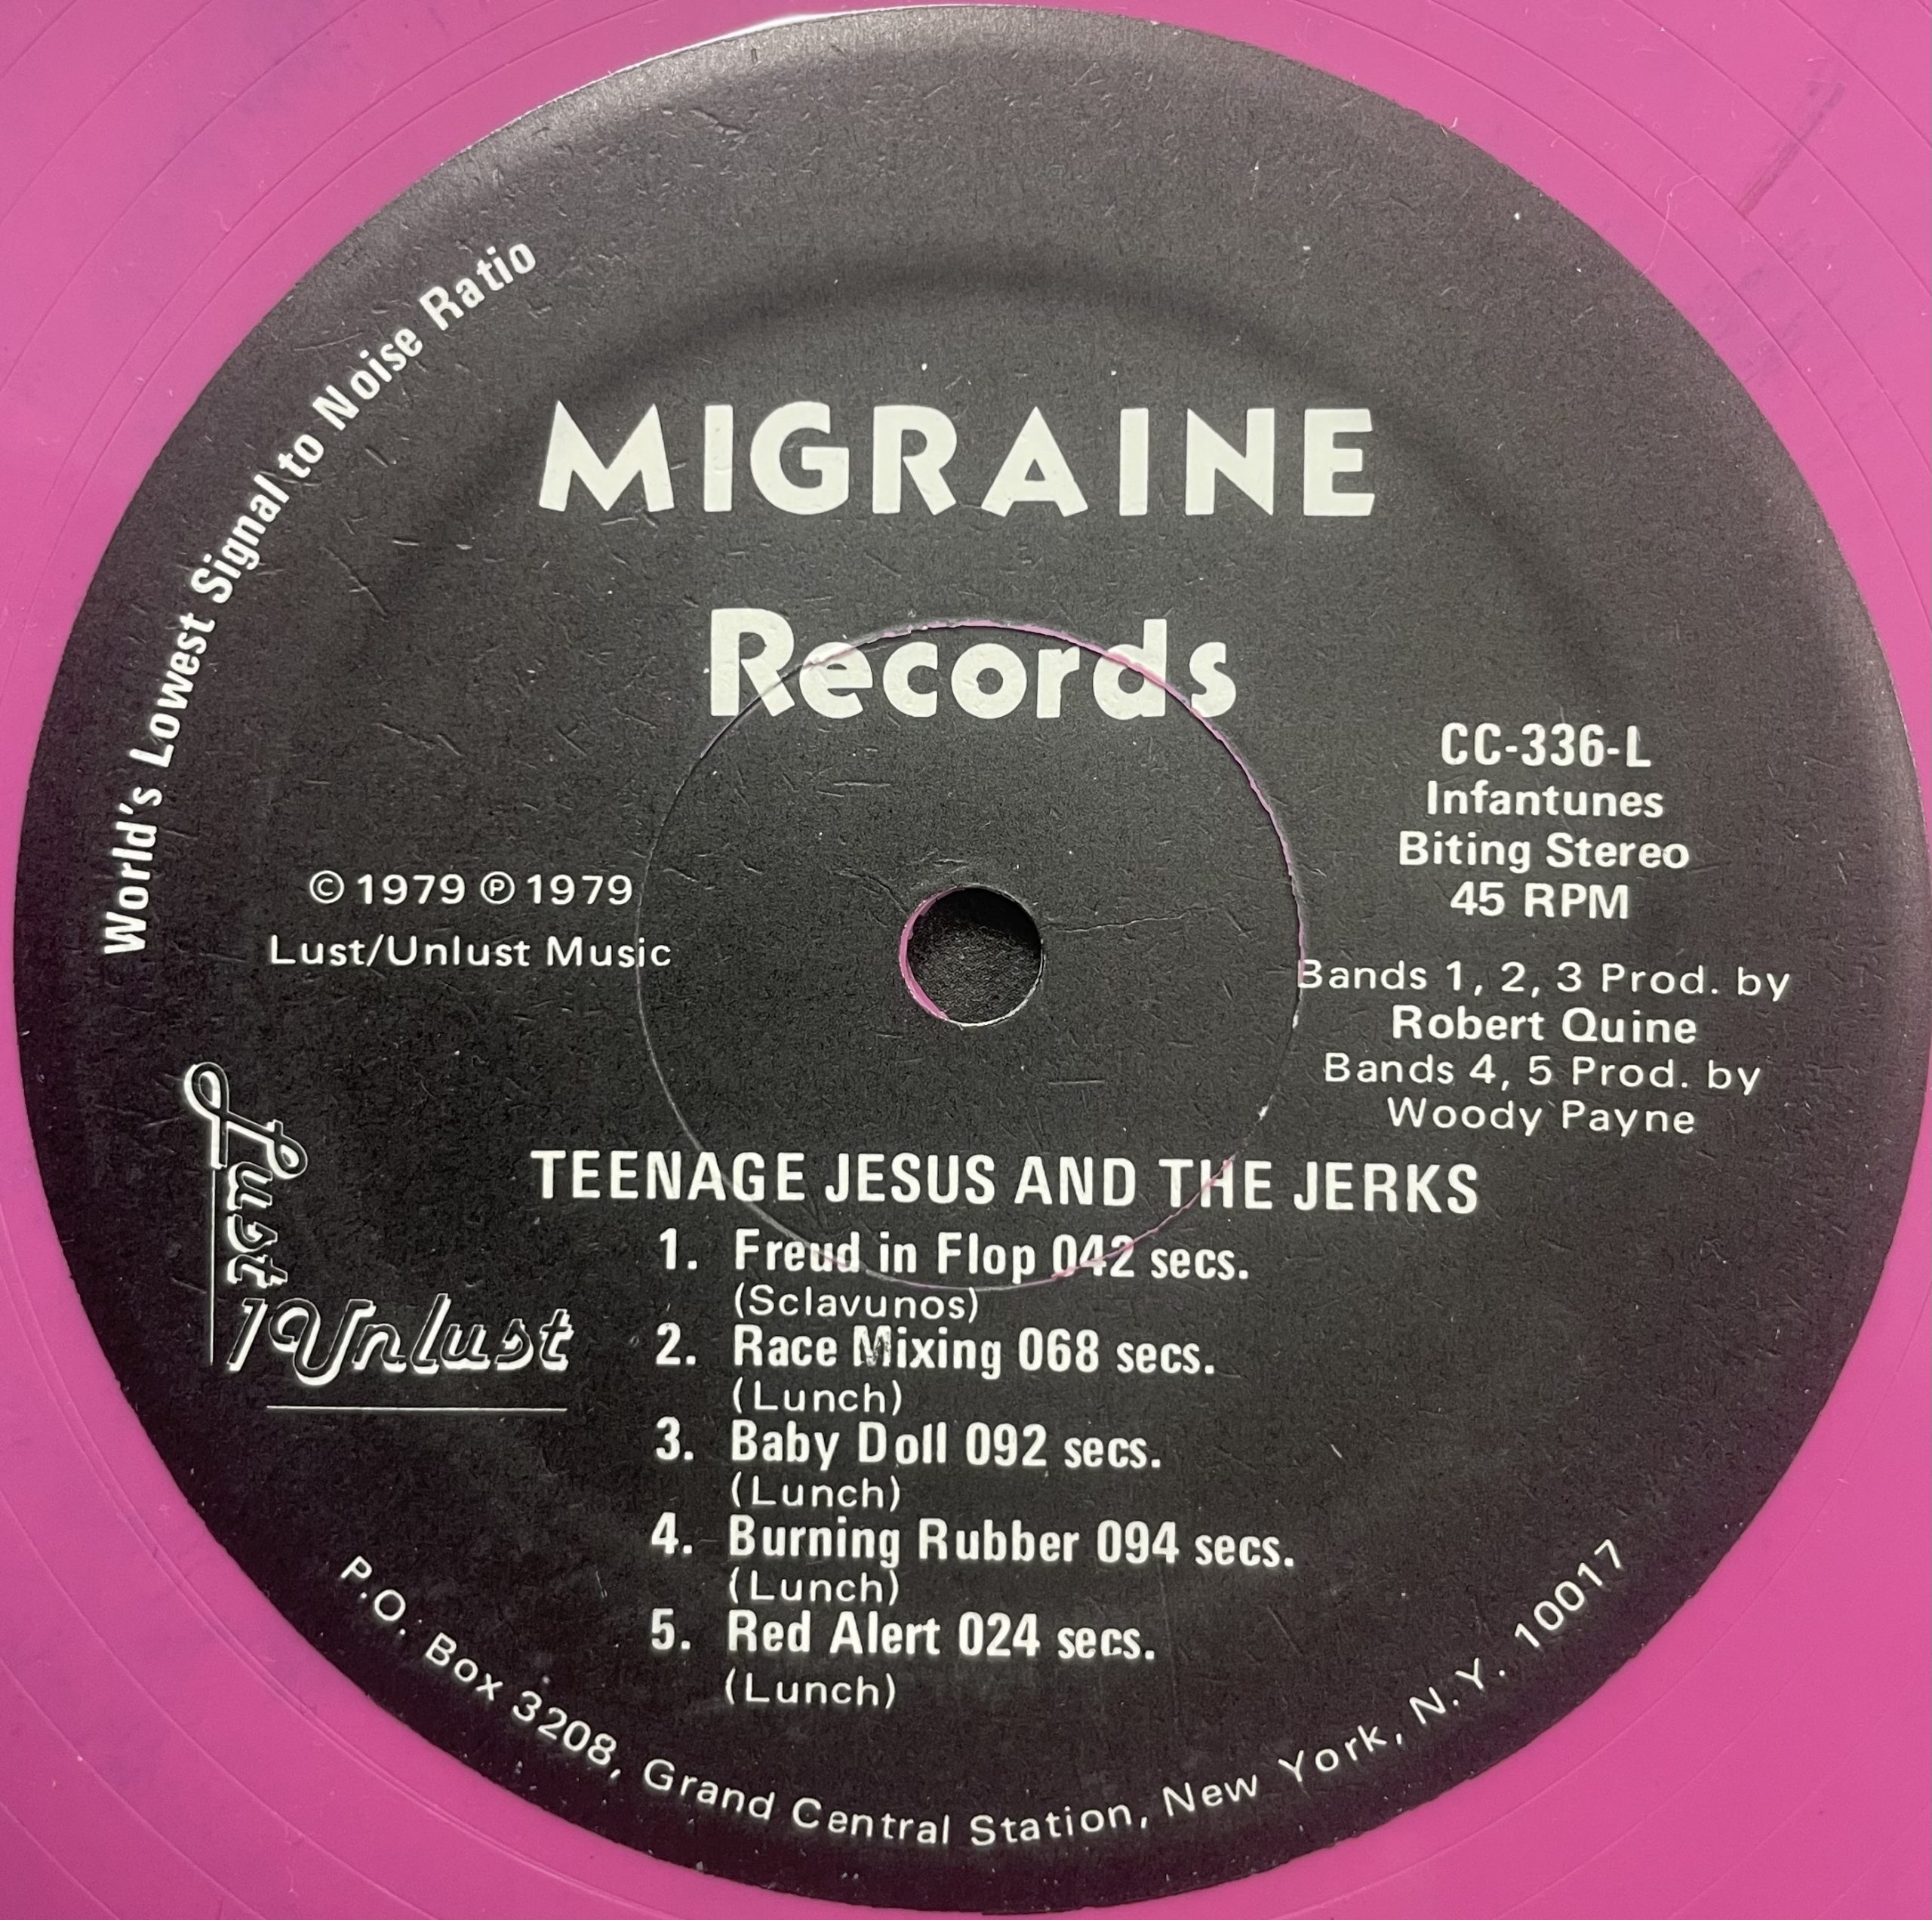 World's Lowest Signal to Noise Ratio
MIGRAINE
Records
CC-336-L
Infantunes
Biting Stereo
45 RPM
© 1979 ℗ 1979
Lust/Unlust Music
Bands 1, 2, 3 Prod. by
Robert Quine
Bands 4, 5 Prod. by
Woody Payne
Lust
/Unlust
TEENAGE JESUS AND THE JERKS
1. Freud in Flop 042 secs.
(Sclavunos)
2. Race Mixing 068 secs.
(Lunch)
3. Baby Doll 092 secs.
(Lunch)
4. Burning Rubber 094 secs.
(Lunch)
5. Red Alert 024 secs.
(Lunch)
P.O. Box 3208, Grand Central Station, New York, N.Y. 10017